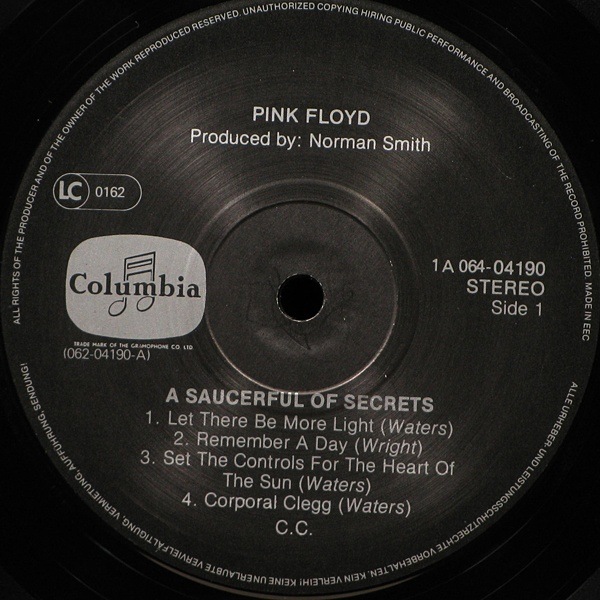 PINK FLOYD
Produced by: Norman Smith
LC 0162
Columbia
TRADE MARK OF THE GRAMOPHONE CO. LTD.
(062-04190-A)
1A 064-04190
STEREO
Side 1
A SAUCERFUL OF SECRETS
1. Let There Be More Light (Waters)
2. Remember A Day (Wright)
3. Set The Controls For The Heart Of
The Sun (Waters)
4. Corporal Clegg (Waters)
C.C.
ALL RIGHTS OF THE PRODUCER AND OF THE OWNER OF THE WORK REPRODUCED RESERVED. UNAUTHORIZED COPYING HIRING PUBLIC PERFORMANCE AND BROADCASTING OF THE RECORD PROHIBITED. MADE IN EEC
ALLE URHEBER UND LEISTUNGSSCHUTZRECHTE VORBEHALTEN. KEIN VERLEIH! KEINE UNERLAUBTE VERVIELFÄLTIGUNG, VERMIETUNG, AUFFÜHRUNG, SENDUNG!